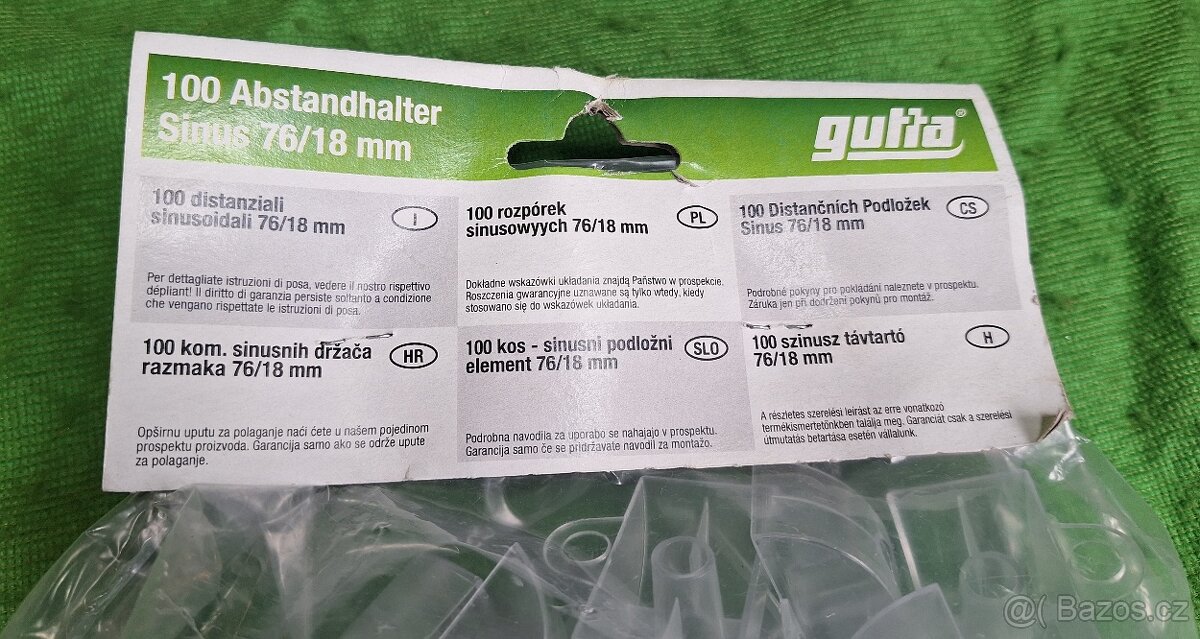 100 Abstandhalter
Sinus 76/18 mm
gutta®
100 distanziali
sinusoidali 76/18 mm
I
Per dettagliate istruzioni di posa, vedere il nostro rispettivo
dépliant! Il diritto di garanzia persiste soltanto a condizione
che vengano rispettate le istruzioni di posa.
100 rozpórek
sinusowyych 76/18 mm
PL
Dokladne wskazówki układania znajdą Państwo w prospekcie.
Roszczenia gwarancyjne uznawane są tylko wtedy, kiedy
stosowano się do wskazówek układania.
100 Distančních Podložek
Sinus 76/18 mm
CS
Podrobné pokyny pro pokládání naleznete v prospektu.
Záruka jen při dodržení pokynů pro montáž.
100 kom. sinusnih držača
razmaka 76/18 mm
HR
Opširnu uputu za polaganje naći ćete u našem pojedinom
prospektu proizvoda. Garancija samo ako se održe upute
za polaganje.
100 kos - sinusni podložni
element 76/18 mm
SLO
Podrobna navodila za uporabo se nahajajo v prospektu.
Garancija samo če se pridržavate navodil za montažo.
100 szinusz távtartó
76/18 mm
H
A részletes szerelési leírást az erre vonatkozó
termékismertetönkben találja meg. Garanciát csak a szerelési
útmutatás betartása esetén vállalunk.
@( Bazos.cz